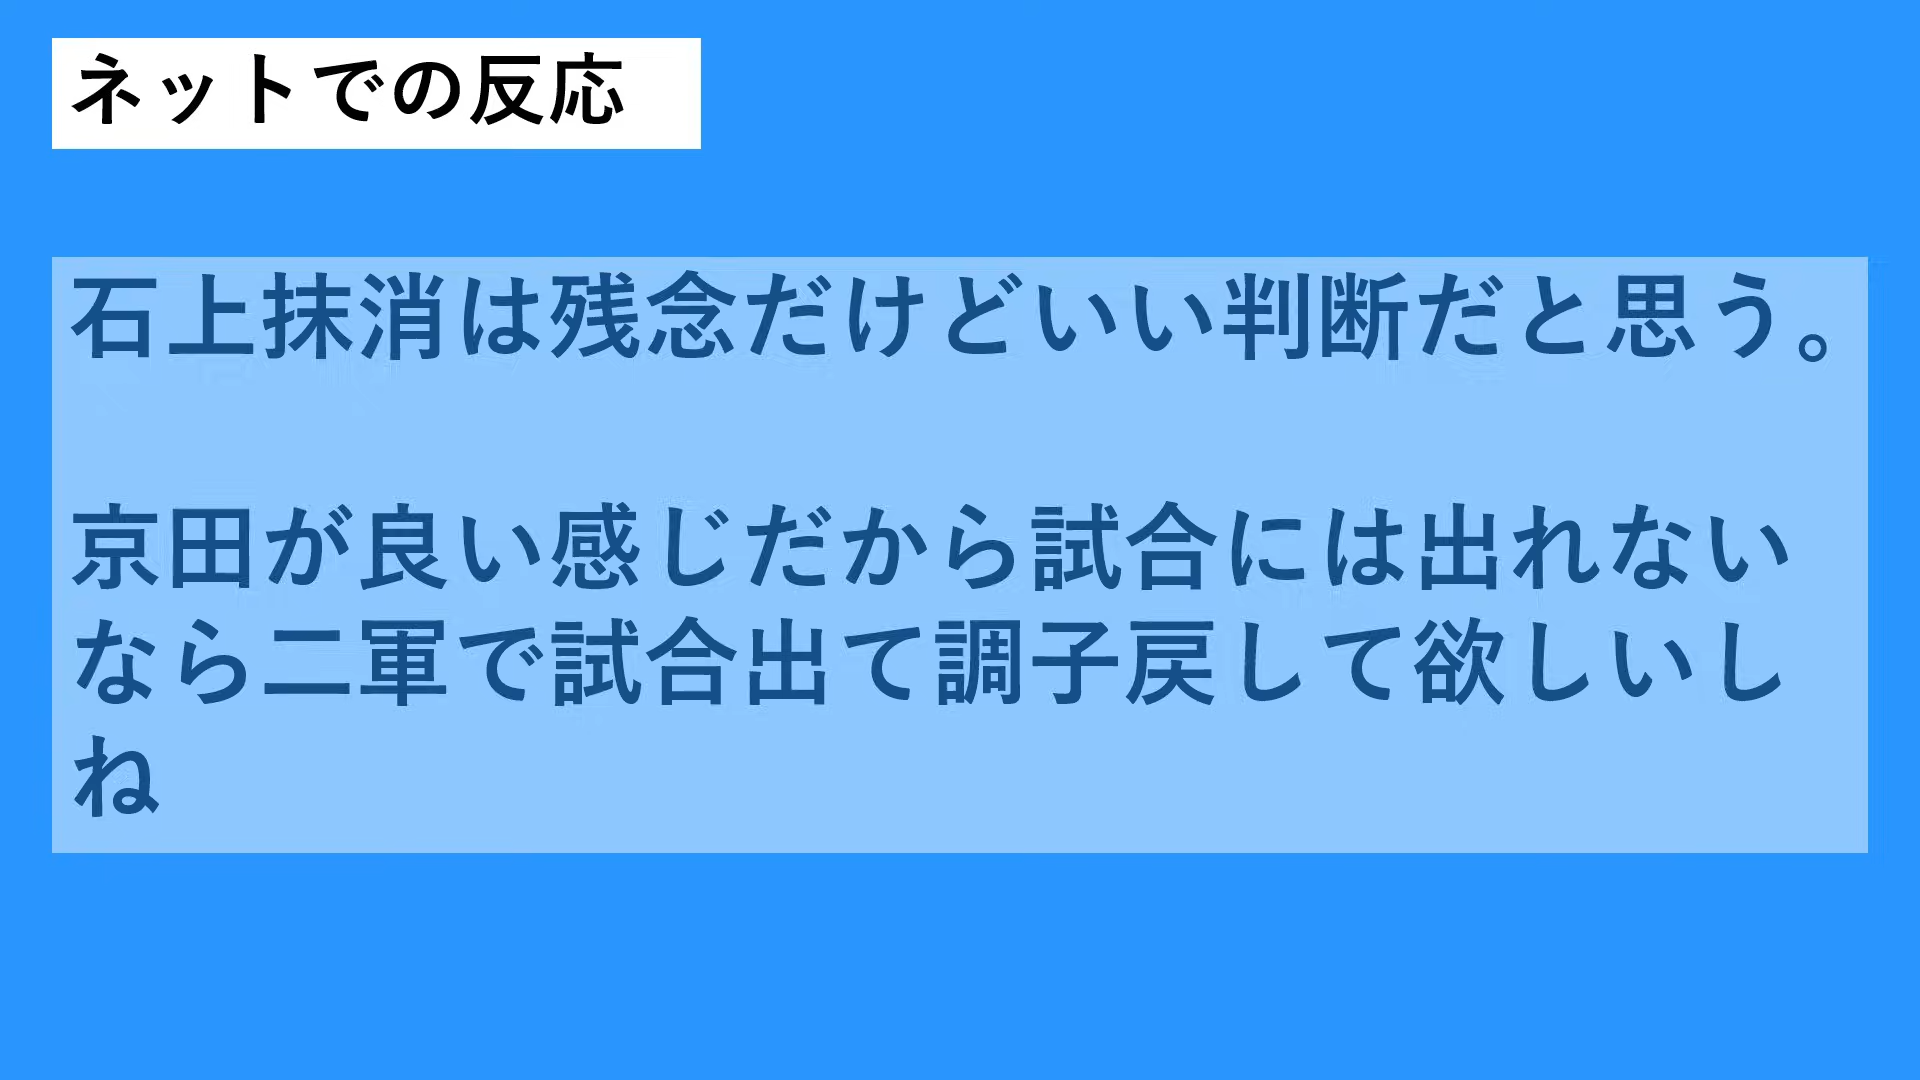 ネットでの反応
石上抹消は残念だけどいい判断だと思う。
京田が良い感じだから試合には出れない
なら二軍で試合出て調子戻して欲しいし
ね